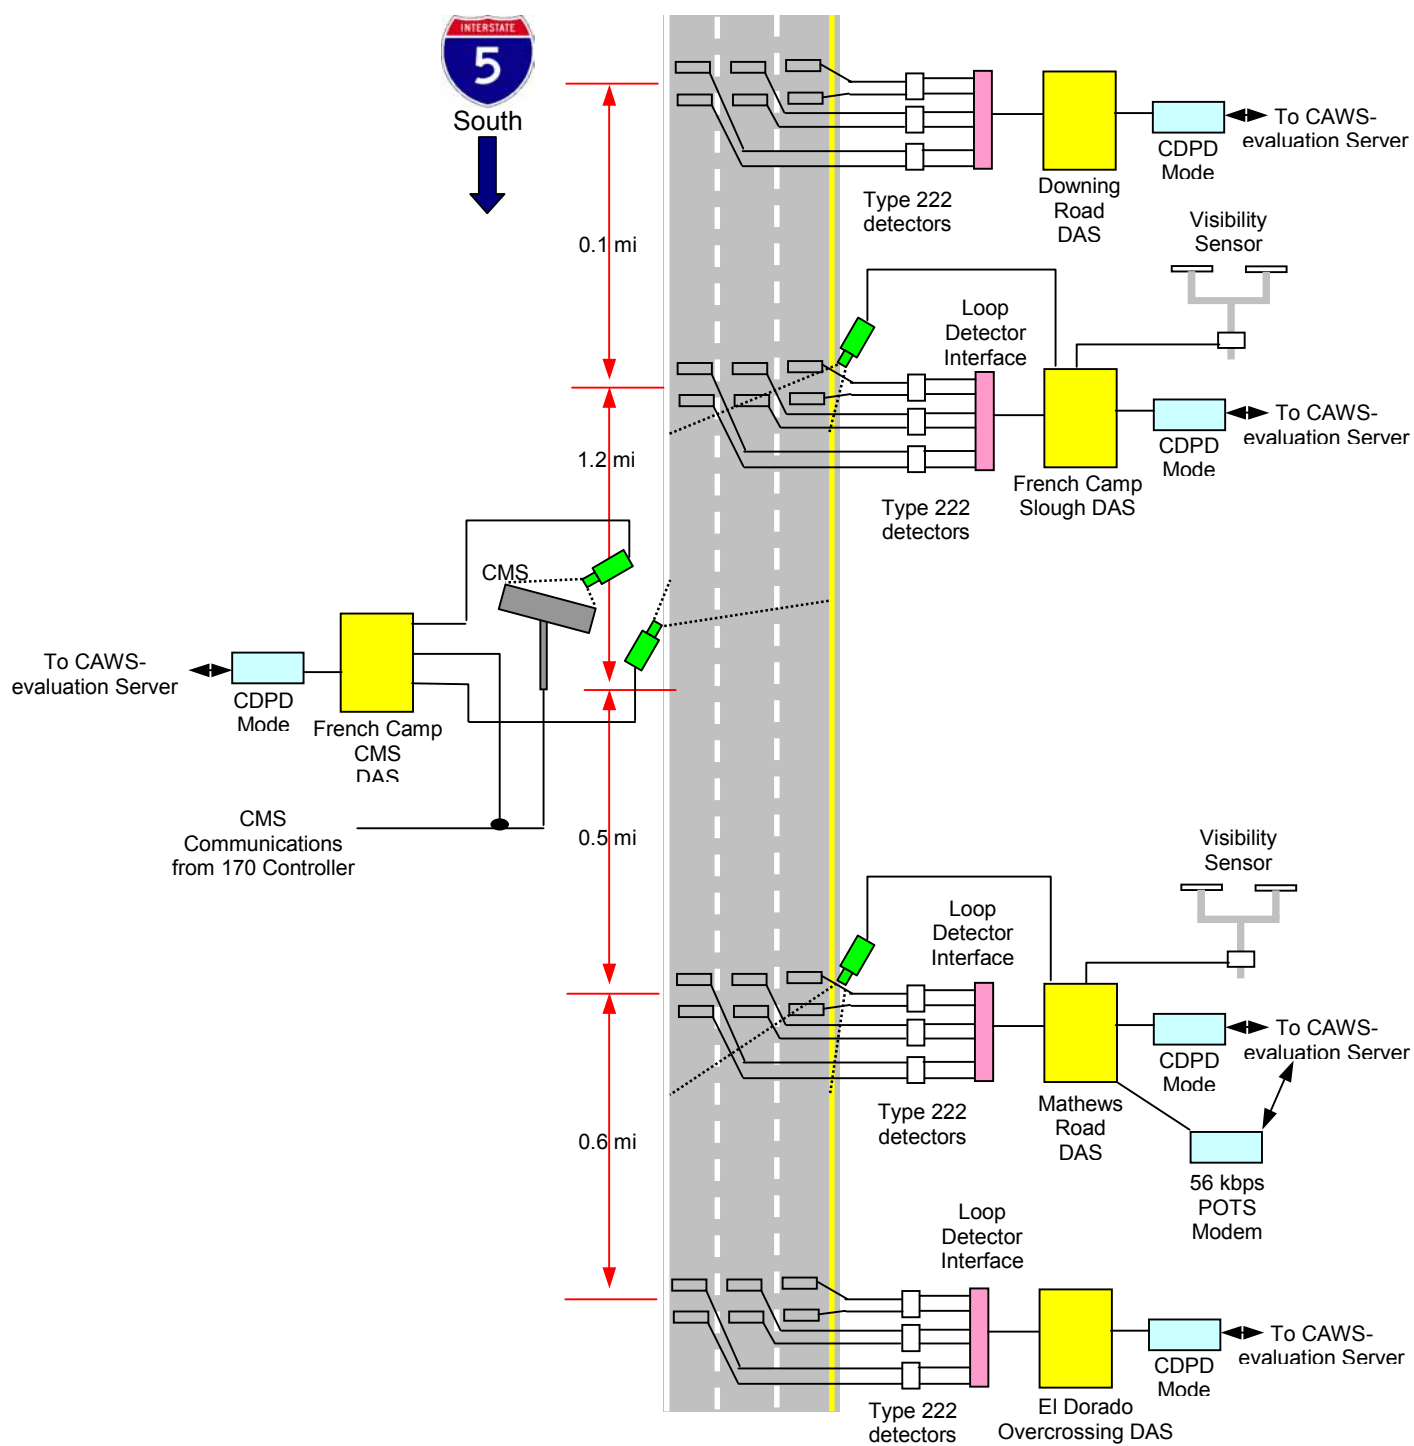 INTERSTATE
5
South
To CAWS-
evaluation Server
CDPD
Mode
Downing
Road
DAS
Type 222
detectors
Visibility
Sensor
0.1 mi
Loop
Detector
Interface
To CAWS-
evaluation Server
CDPD
Mode
1.2 mi
French Camp
Slough DAS
Type 222
detectors
CMS
To CAWS-
evaluation Server
CDPD
Mode
French Camp
CMS
DAS
CMS
Communications
from 170 Controller
0.5 mi
Visibility
Sensor
Loop
Detector
Interface
To CAWS-
evaluation Server
CDPD
Mode
Type 222
detectors
Mathews
Road
DAS
0.6 mi
56 kbps
POTS
Modem
Loop
Detector
Interface
To CAWS-
evaluation Server
CDPD
Mode
Type 222
detectors
El Dorado
Overcrossing DAS